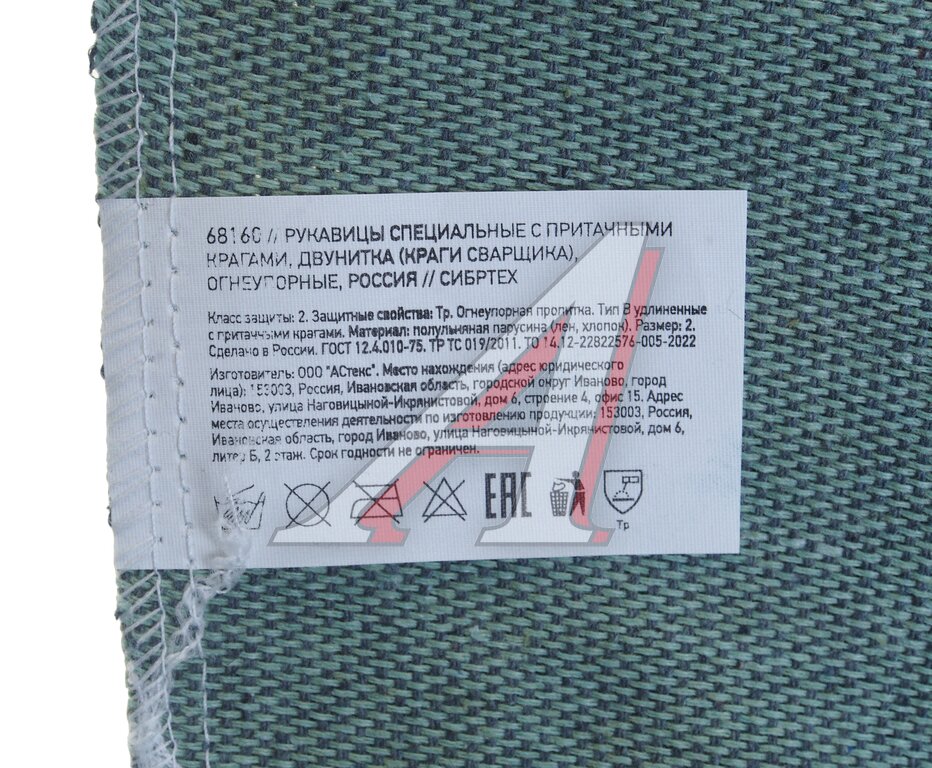 68160 // РУКАВИЦЫ СПЕЦИАЛЬНЫЕ С ПРИТАЧНЫМИ
КРАГАМИ, ДВУНИТКА (КРАГИ СВАРЩИКА),
ОГНЕУПОРНЫЕ, РОССИЯ // СИБРТЕХ
Класс защиты: 2. Защитные свойства: Тр. Огнеупорная пропитка. Тип В удлиненные
с притачными крагами. Материал: полульняная парусина (лен, хлопок). Размер: 2.
Сделано в России. ГОСТ 12.4.010-75. ТР ТС 019/2011. ТО 14.12-22822576-005-2022
Изготовитель: ООО "АСтекс". Место нахождения (адрес юридического
лица): 153003, Россия, Ивановская область, городской округ Иваново, город
Иваново, улица Наговицыной-Икрянистовой, дом 6, строение 4, офис 15. Адрес
места осуществления деятельности по изготовлению продукции: 153003, Россия,
Ивановская область, город Иваново, улица Наговицыной-Икрянистовой, дом 6,
литер Б, 2 этаж. Срок годности не ограничен.
ЕАС
Тр